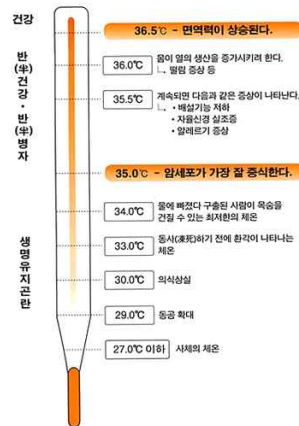 건강
36.5℃ - 면역력이 상승된다.
반(半)건강・반(半)병자
36.0℃
몸이 열의 생산을 증가시키려 한다.
ㄴ 떨림 증상 등
35.5℃
계속되면 다음과 같은 증상이 나타난다.
ㄴ • 배설기능 저하
• 자율신경 실조증
• 알레르기 증상
35.0℃ - 암세포가 가장 잘 증식한다.
34.0℃
물에 빠졌다 구출된 사람이 목숨을
건질 수 있는 최저한의 체온
생명유지곤란
33.0℃
동사(凍死)하기 전에 환각이 나타나는
체온
30.0℃
의식상실
29.0℃
동공 확대
27.0℃ 이하
사체의 체온